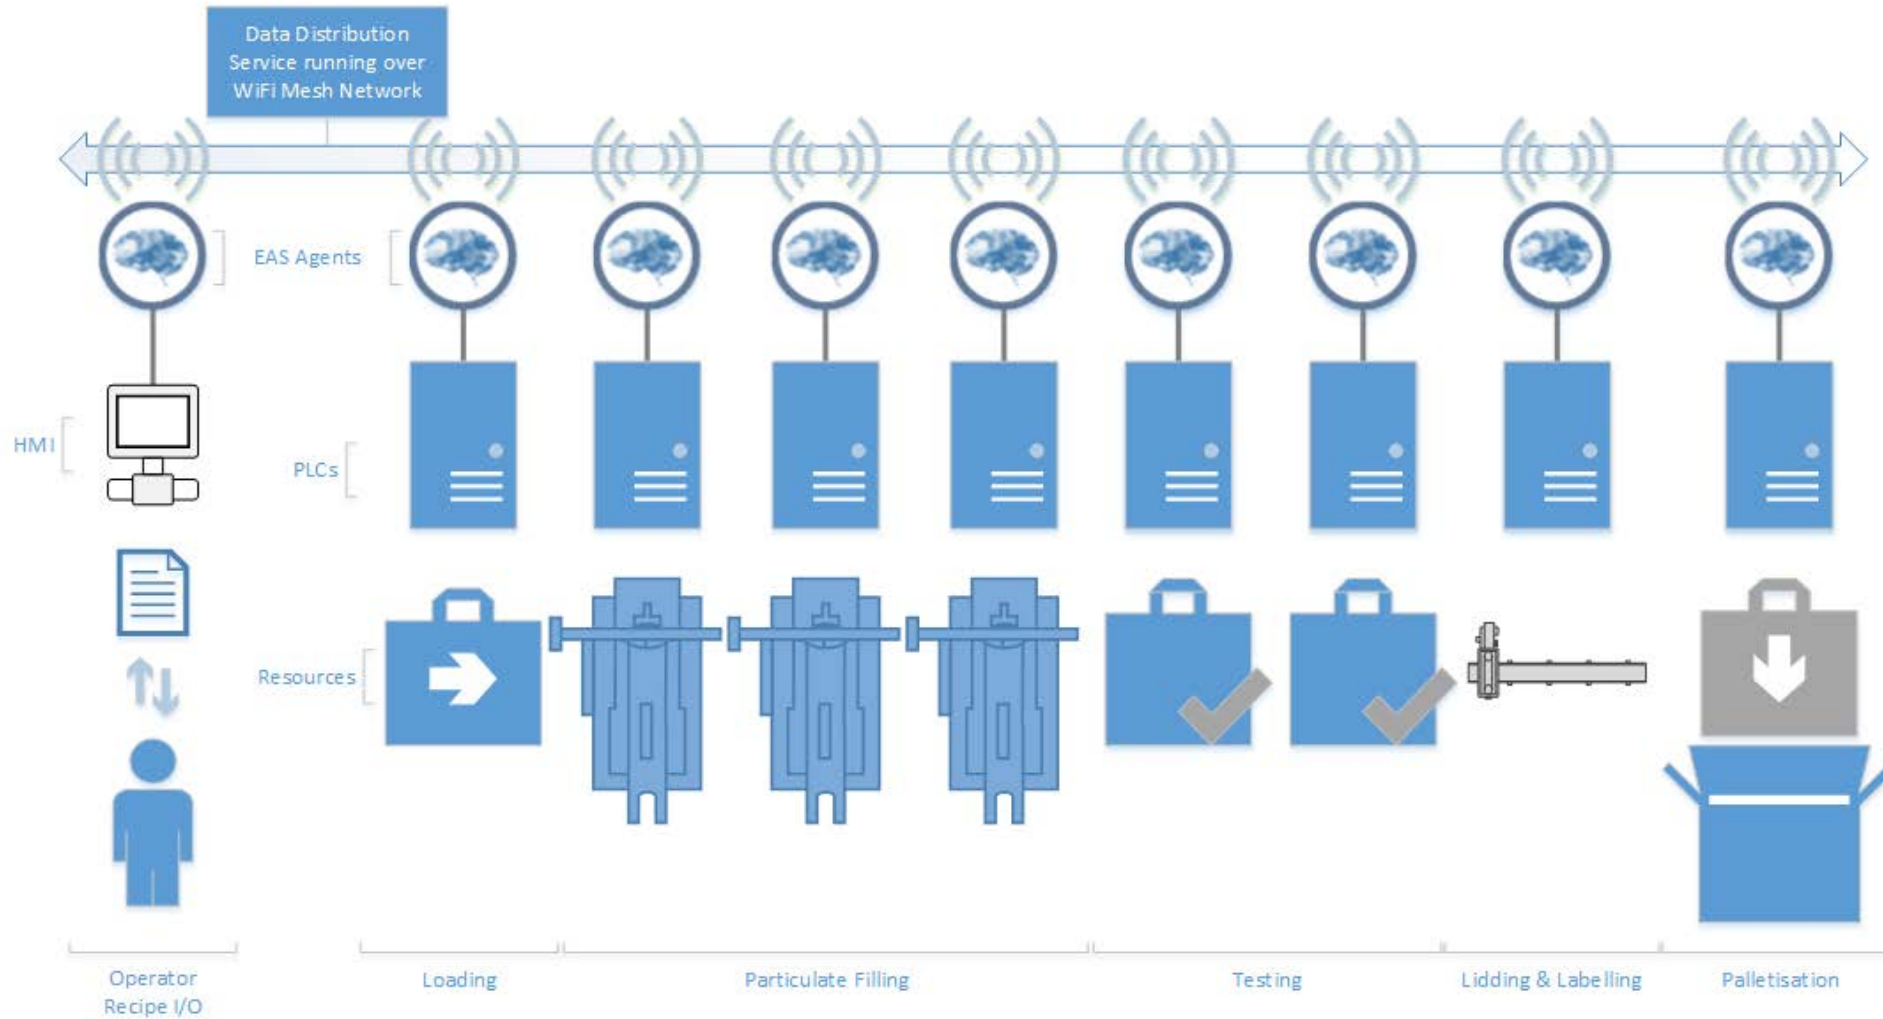 Data Distribution
Service running over
WiFi Mesh Network
EAS Agents
HMI
PLCs
Resources
Operator
Recipe I/O
Loading
Particulate Filling
Testing
Lidding & Labelling
Palletisation